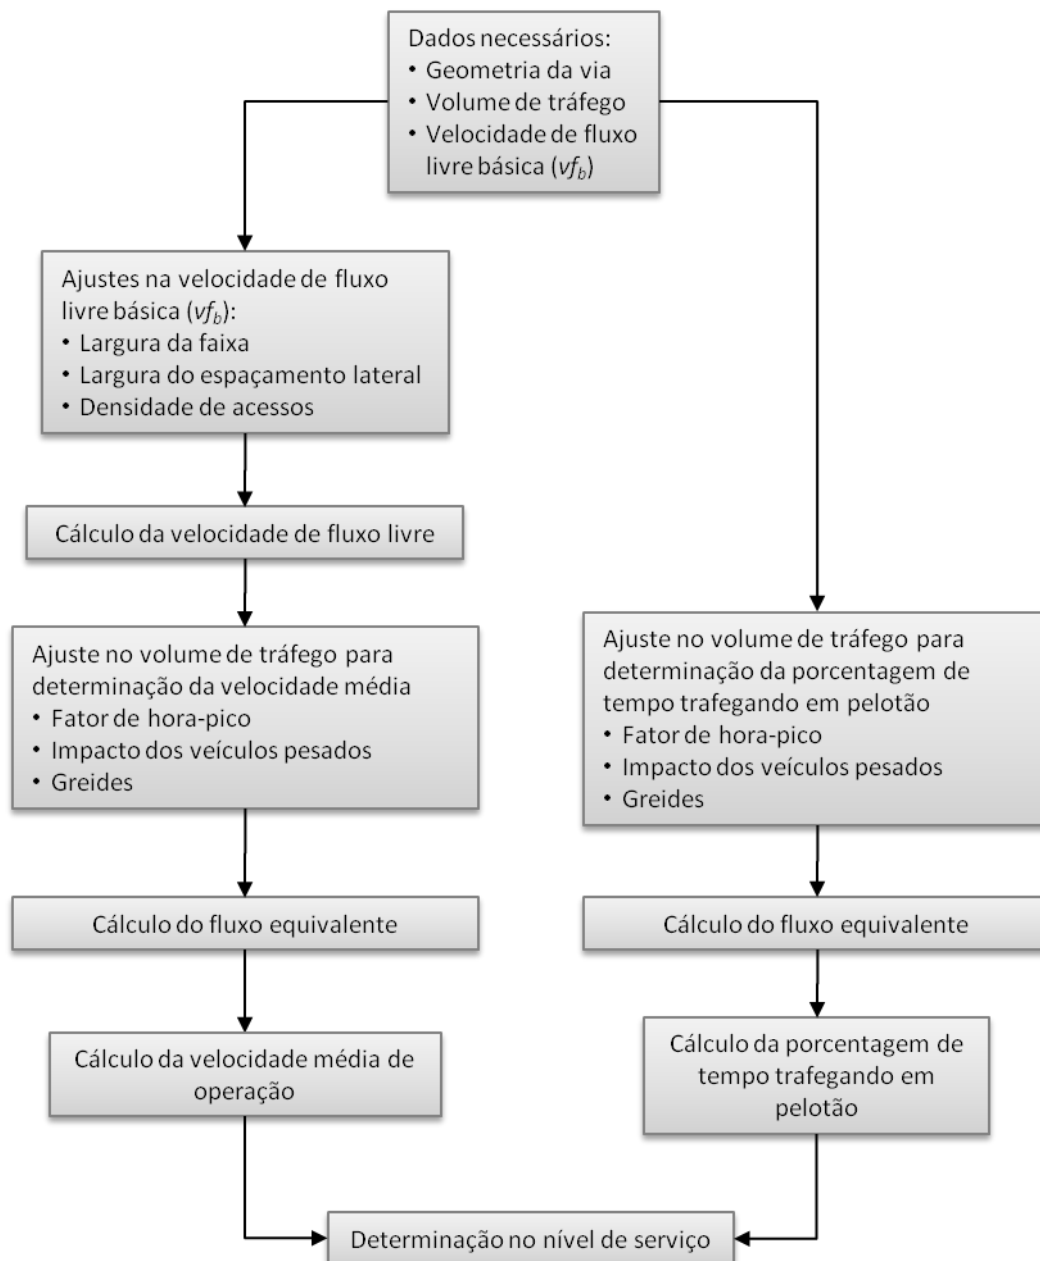 Dados necessários:
• Geometria da via
• Volume de tráfego
• Velocidade de fluxo
livre básica (vf_b)
Ajustes na velocidade de fluxo
livre básica (vf_b):
• Largura da faixa
• Largura do espaçamento lateral
• Densidade de acessos
Cálculo da velocidade de fluxo livre
Ajuste no volume de tráfego para
determinação da velocidade média
• Fator de hora-pico
• Impacto dos veículos pesados
• Greides
Ajuste no volume de tráfego para
determinação da porcentagem de
tempo trafegando em pelotão
• Fator de hora-pico
• Impacto dos veículos pesados
• Greides
Cálculo do fluxo equivalente
Cálculo do fluxo equivalente
Cálculo da velocidade média de
operação
Cálculo da porcentagem de
tempo trafegando em
pelotão
Determinação no nível de serviço